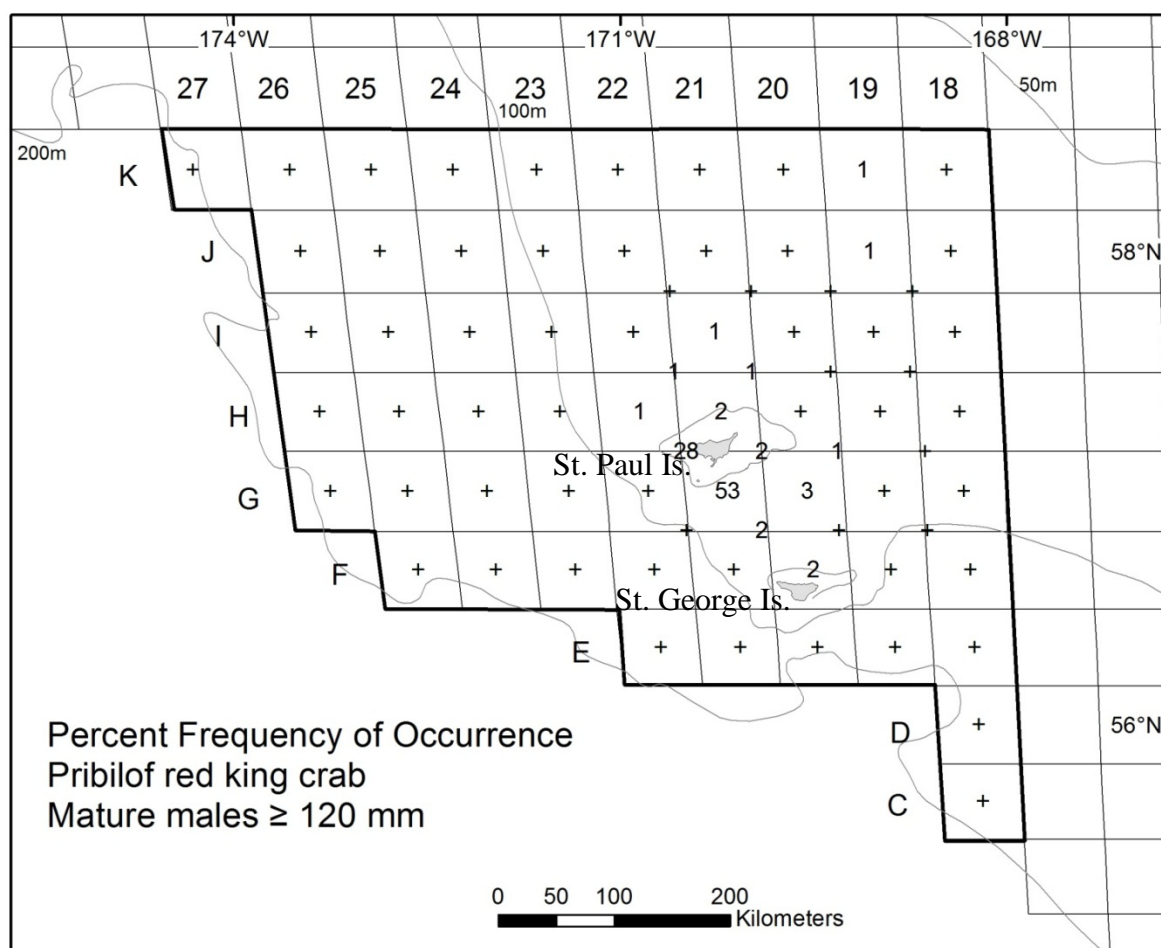 174°W 171°W 168°W
27 26 25 24 23 22 21 20 19 18 50m
100m
200m
K + + + + + + + + 1 +
J + + + + + + + 1 + 58°N
+ + + +
I + + + + + 1 + + +
1 1 + +
H + + + + 1 2 + + +
28 2 1 +
St. Paul Is.
G + + + + + 53 3 + +
+ 2 + +
F + + + + + 2 + +
St. George Is.
E + + + + +
D + 56°N
C +
Percent Frequency of Occurrence
Pribilof red king crab
Mature males ≥ 120 mm
0 50 100 200
Kilometers